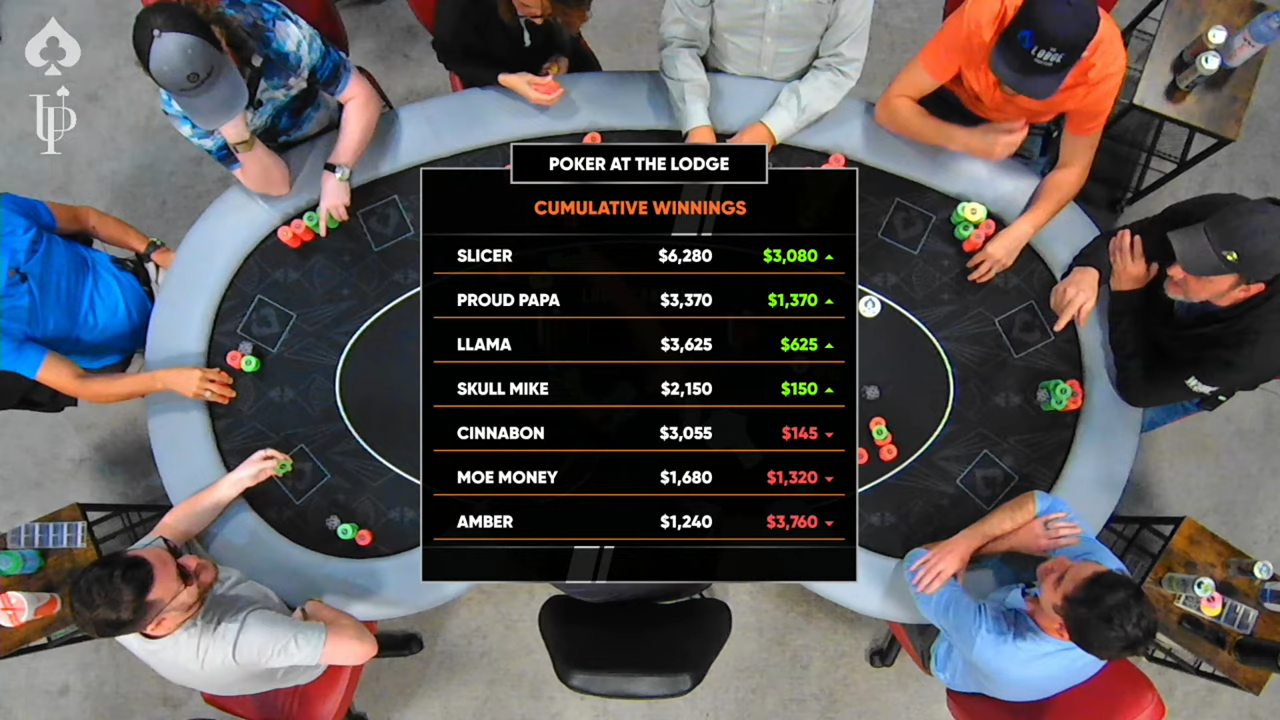 UP
POKER AT THE LODGE
CUMULATIVE WINNINGS
SLICER $6,280 $3,080
PROUD PAPA $3,370 $1,370
LLAMA $3,625 $625
SKULL MIKE $2,150 $150
CINNABON $3,055 $145
MOE MONEY $1,680 $1,320
AMBER $1,240 $3,760
LODGE